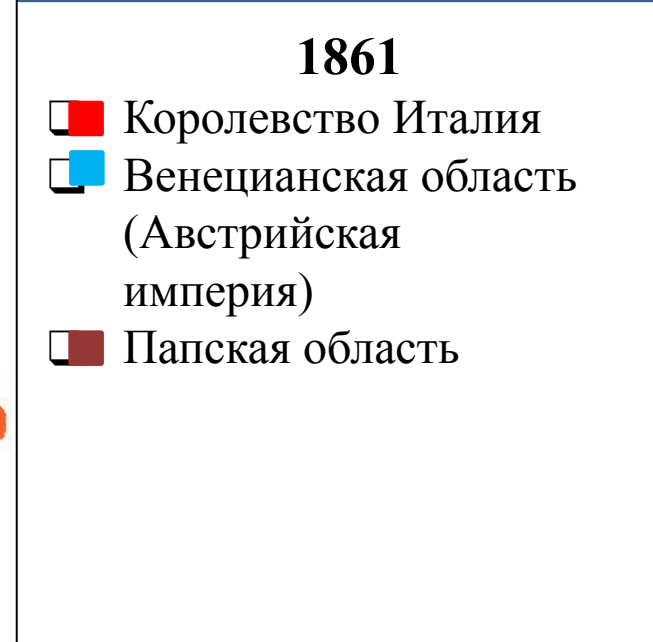 1861
Королевство Италия
Венецианская область
(Австрийская
империя)
Папская область